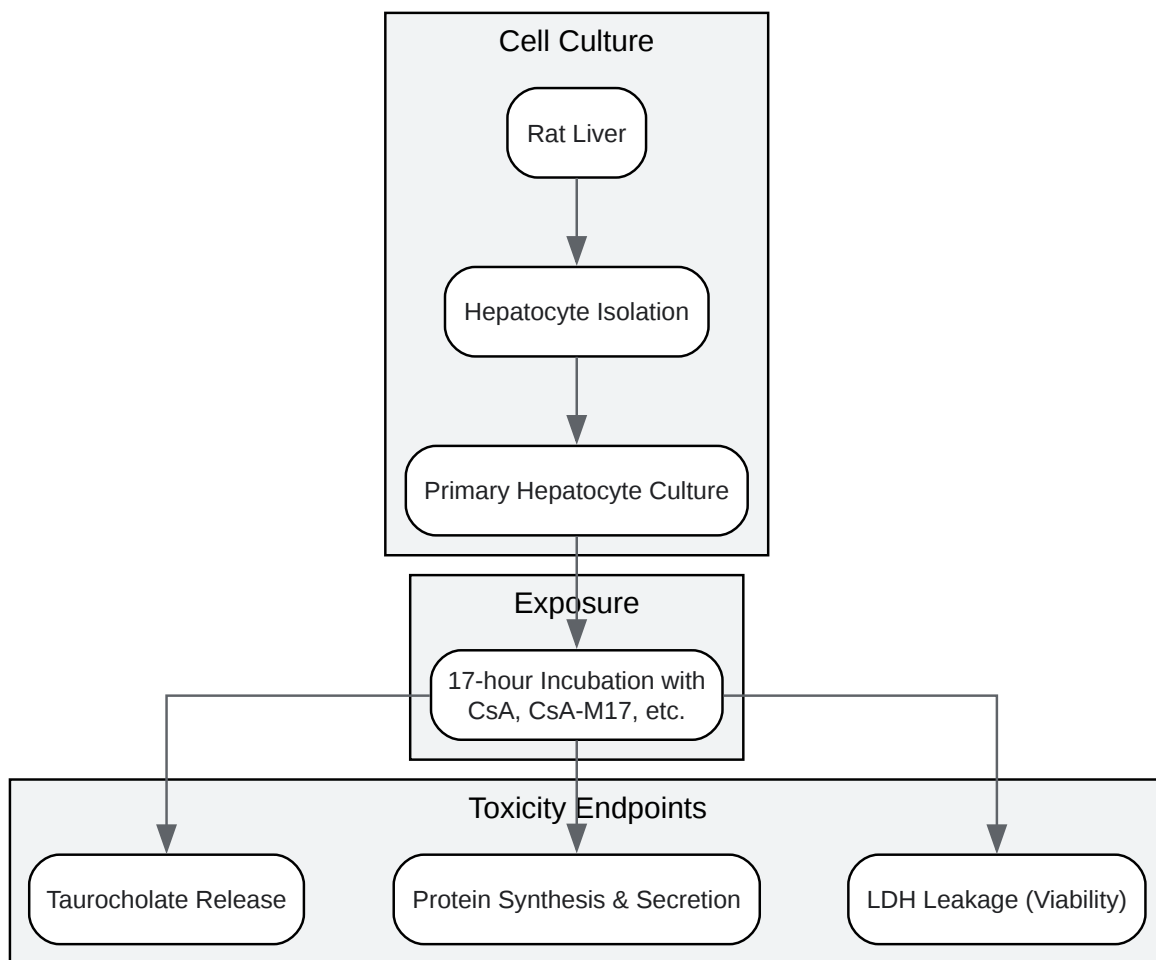 Cell Culture
Rat Liver
Hepatocyte Isolation
Primary Hepatocyte Culture
Exposure
17-hour Incubation with
CsA, CsA-M17, etc.
Toxicity Endpoints
Taurocholate Release
Protein Synthesis & Secretion
LDH Leakage (Viability)